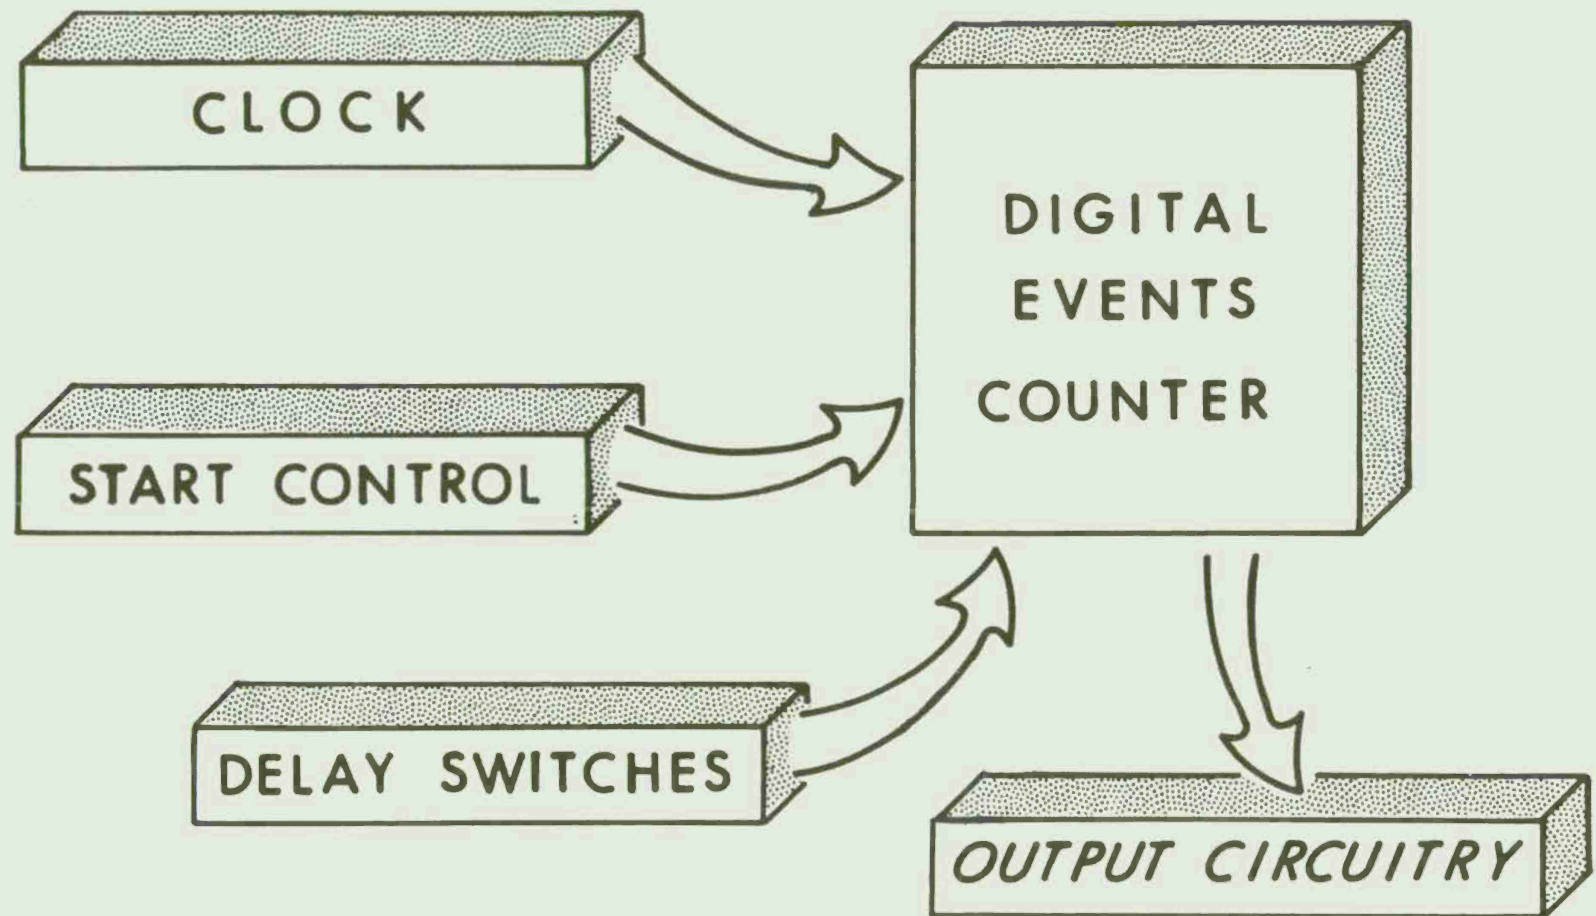 CLOCK
DIGITAL
EVENTS
COUNTER
START CONTROL
DELAY SWITCHES
OUTPUT CIRCUITRY